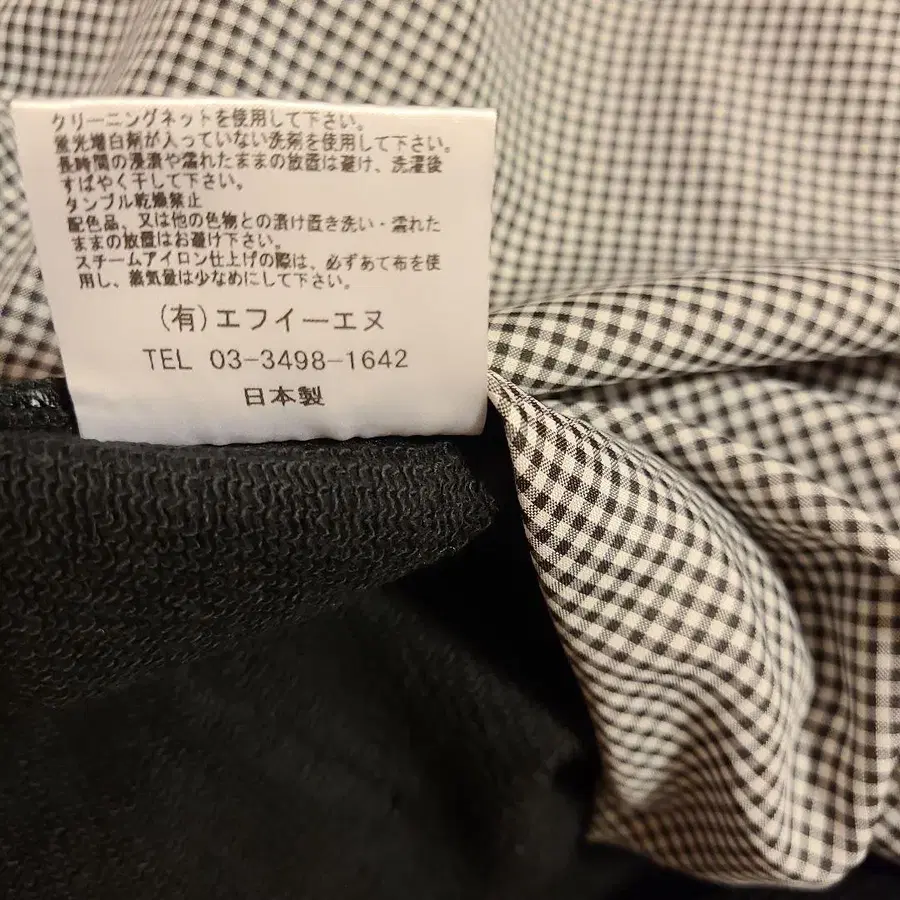 クリーニングネットを使用して下さい。
蛍光増白剤が入っていない洗剤を使用して下さい。
長時間の浸漬や濡れたままの放置は避け、洗濯後
すばやく干して下さい。
タンブル乾燥禁止
配色品、又は他の色物との漬け置き洗い・濡れた
ままの放置はお避け下さい。
スチームアイロン仕上げの際は、必ずあて布を使
用し、蒸気量は少なめにして下さい。
(有)エフイーエヌ
TEL 03-3498-1642
日本製